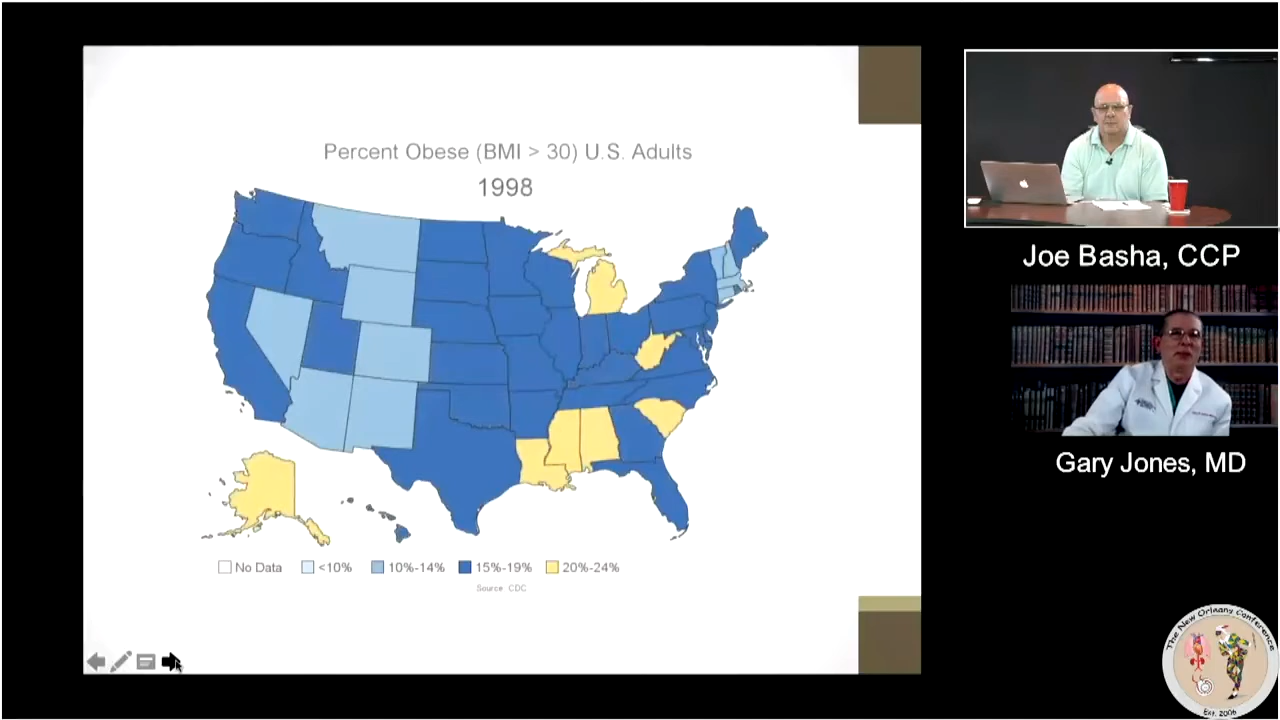 Percent Obese (BMI > 30) U.S. Adults
1998
No Data <10% 10%-14% 15%-19% 20%-24%
Source CDC
Joe Basha, CCP
Gary Jones, MD
The New Orleans Conference
Est. 2006